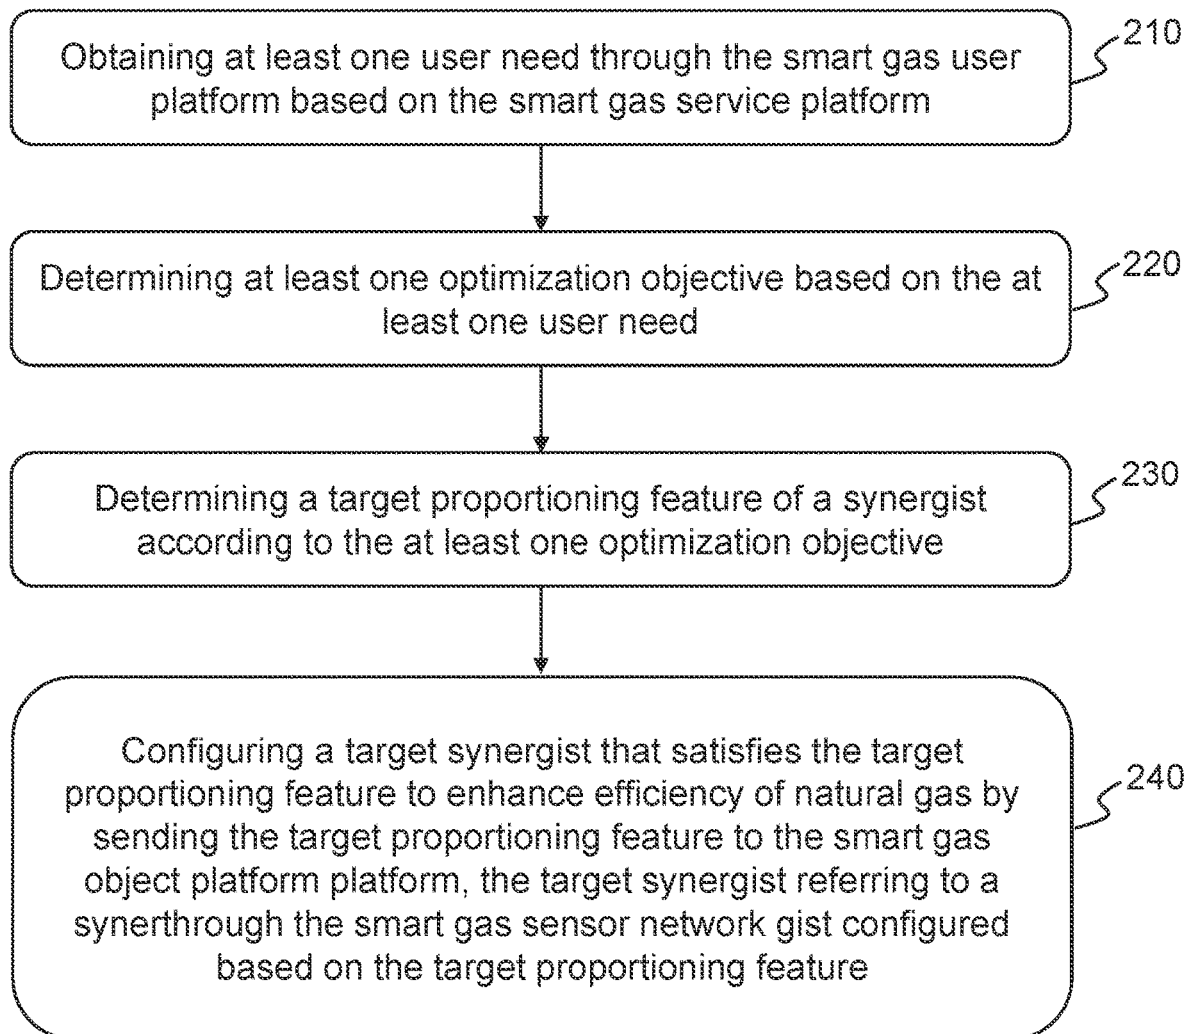 Obtaining at least one user need through the smart gas user
platform based on the smart gas service platform
210
Determining at least one optimization objective based on the at
least one user need
220
Determining a target proportioning feature of a synergist
according to the at least one optimization objective
230
Configuring a target synergist that satisfies the target
proportioning feature to enhance efficiency of natural gas by
sending the target proportioning feature to the smart gas
object platform platform, the target synergist referring to a
synerthrough the smart gas sensor network gist configured
based on the target proportioning feature
240